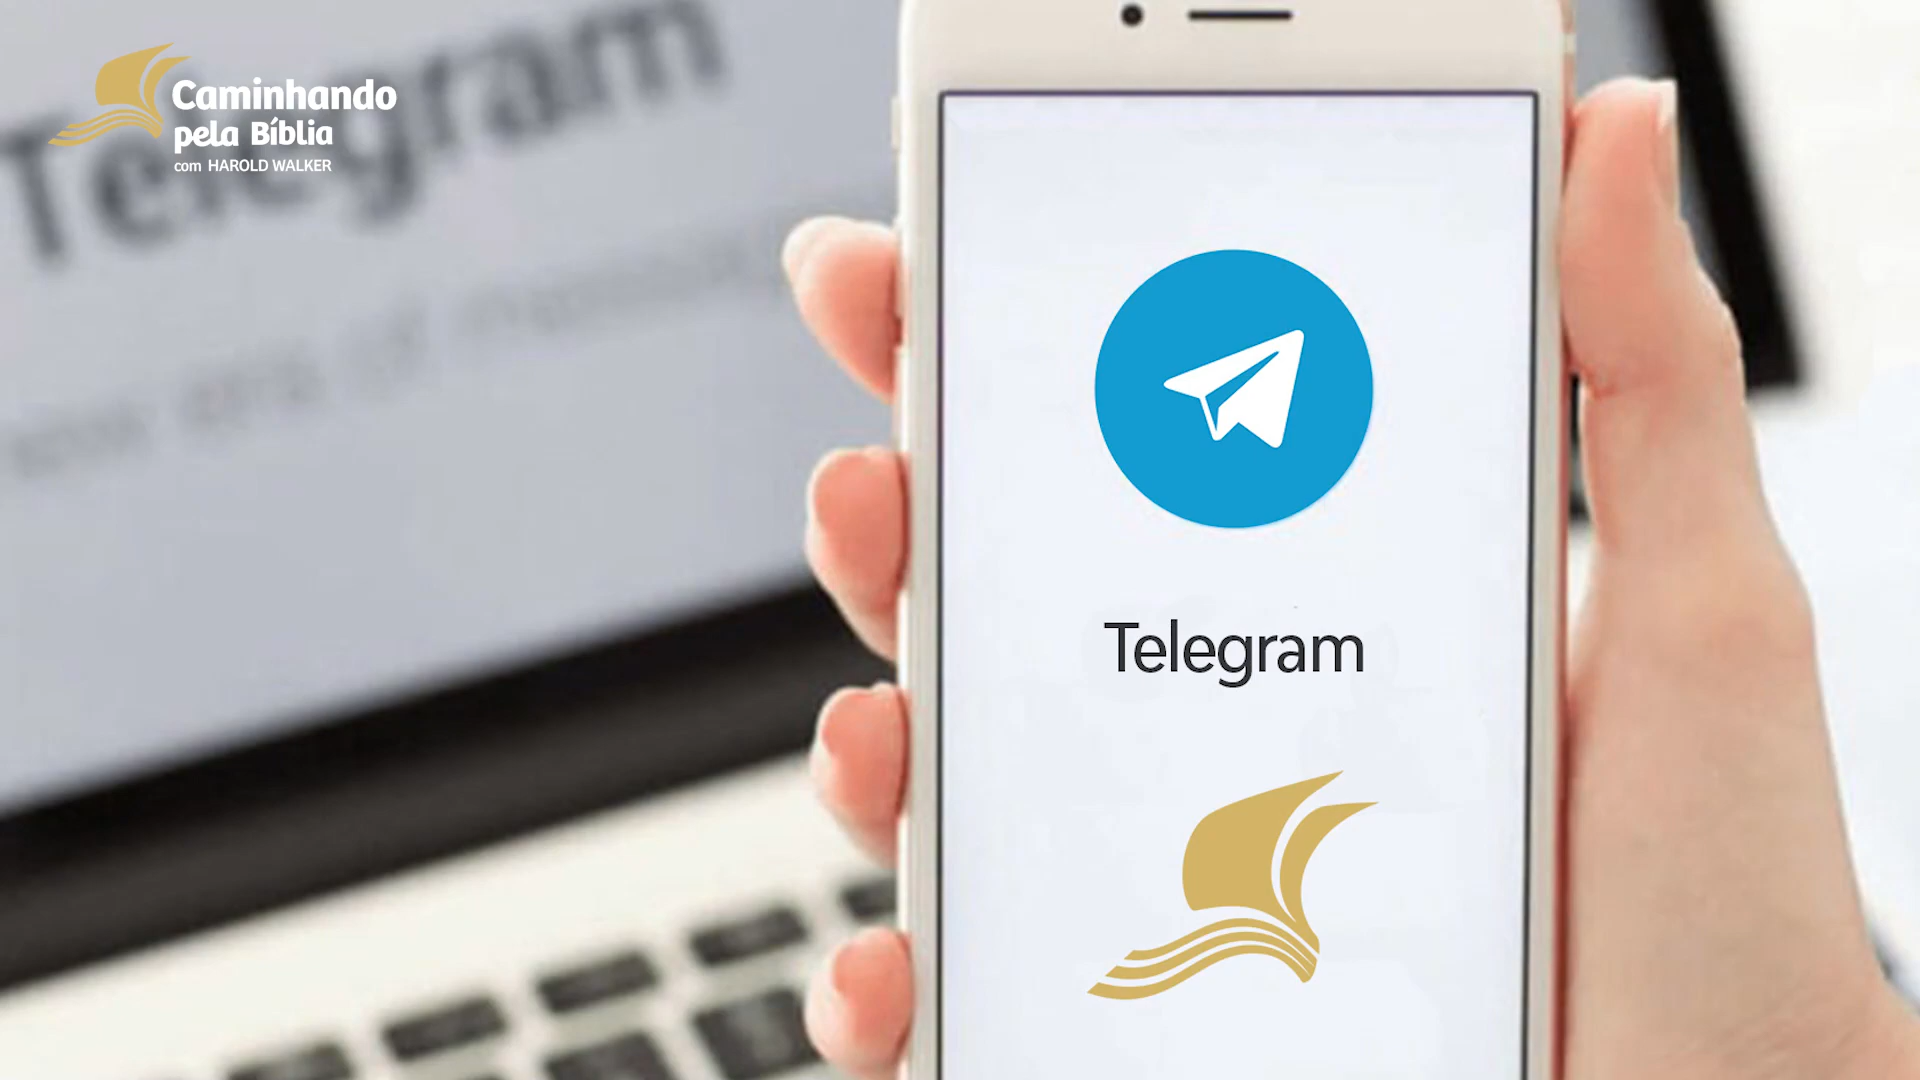 Caminhando
pela Bíblia
com HAROLD WALKER
Telegram
Telegram